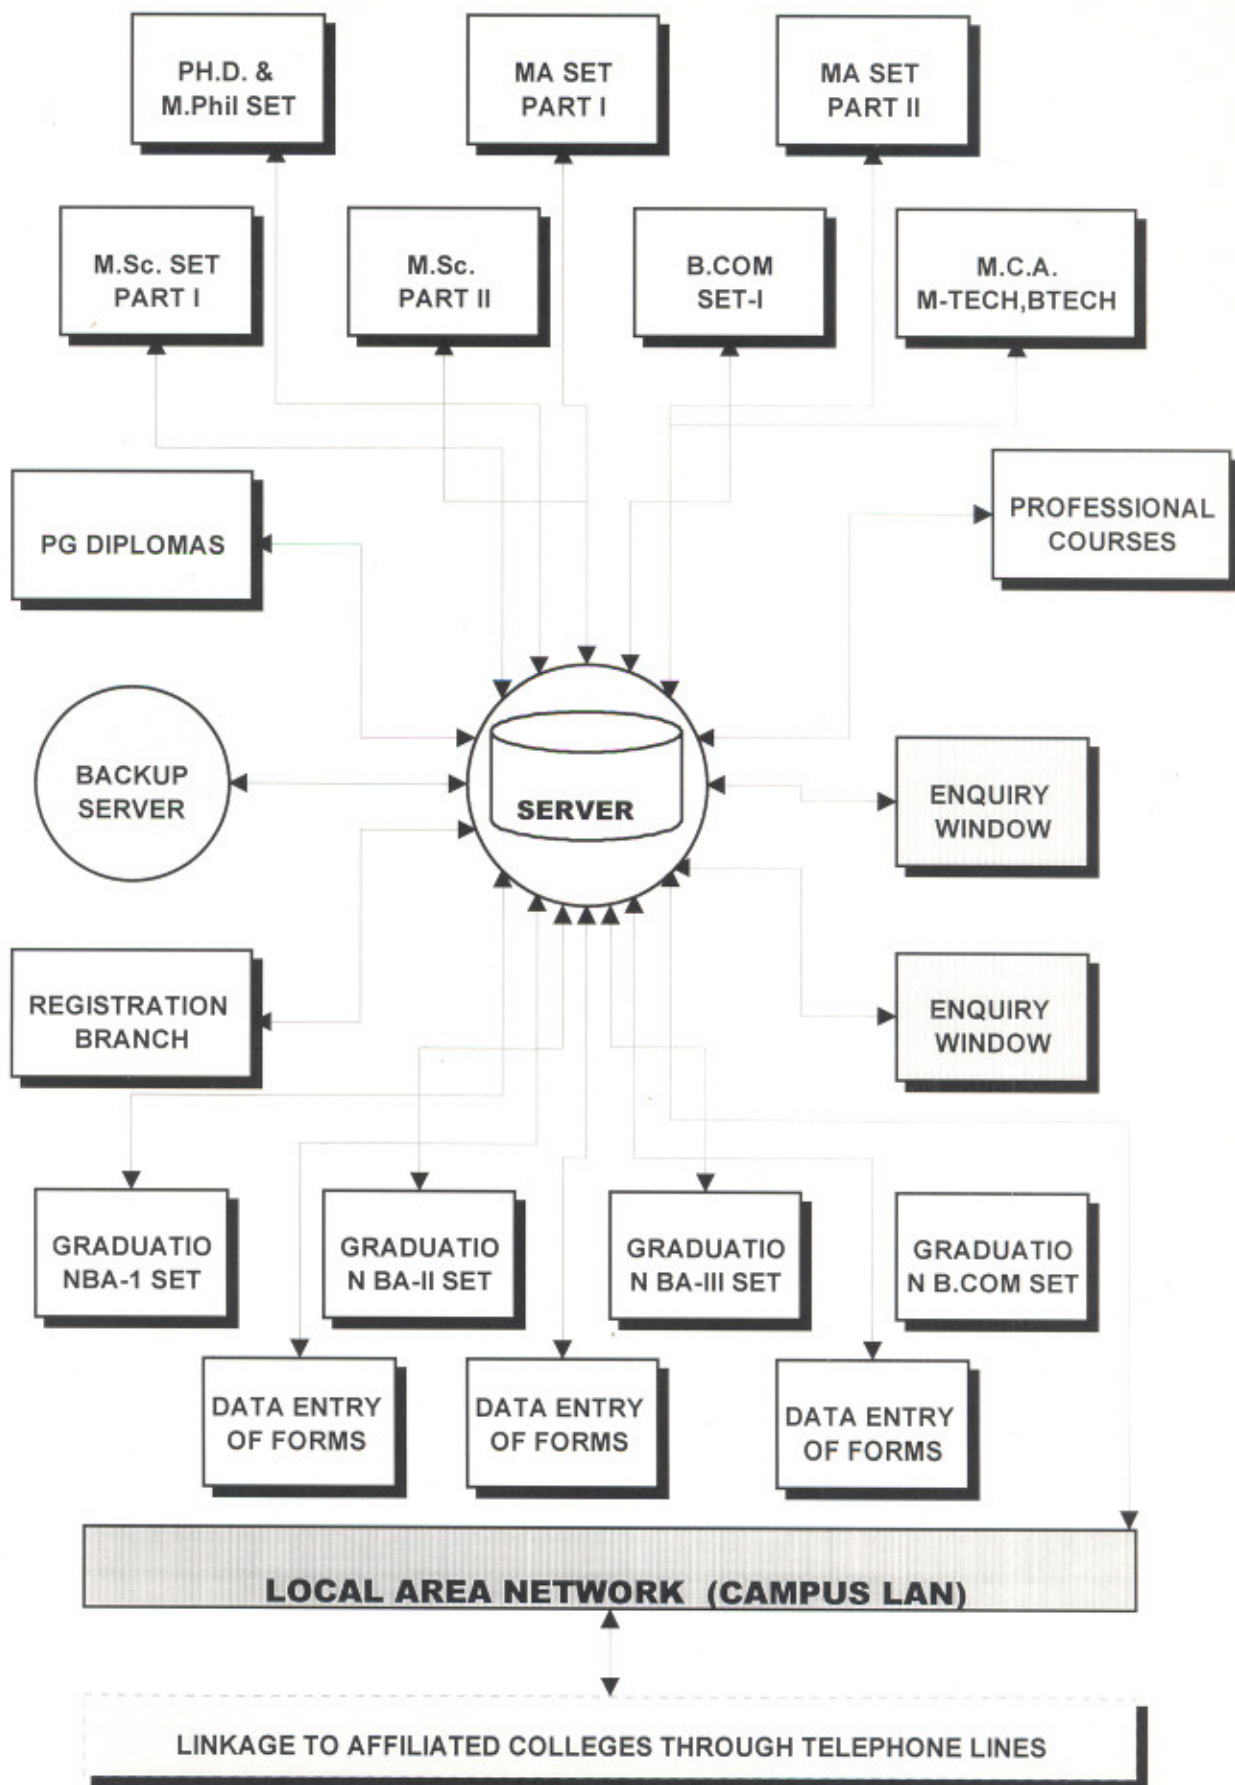 PH.D. &
M.Phil SET
MA SET
PART I
MA SET
PART II
M.Sc. SET
PART I
M.Sc.
PART II
B.COM
SET-I
M.C.A.
M-TECH,BTECH
PG DIPLOMAS
PROFESSIONAL
COURSES
BACKUP
SERVER
SERVER
ENQUIRY
WINDOW
REGISTRATION
BRANCH
ENQUIRY
WINDOW
GRADUATIO
NBA-1 SET
GRADUATIO
N BA-II SET
GRADUATIO
N BA-III SET
GRADUATIO
N B.COM SET
DATA ENTRY
OF FORMS
DATA ENTRY
OF FORMS
DATA ENTRY
OF FORMS
LOCAL AREA NETWORK (CAMPUS LAN)
LINKAGE TO AFFILIATED COLLEGES THROUGH TELEPHONE LINES